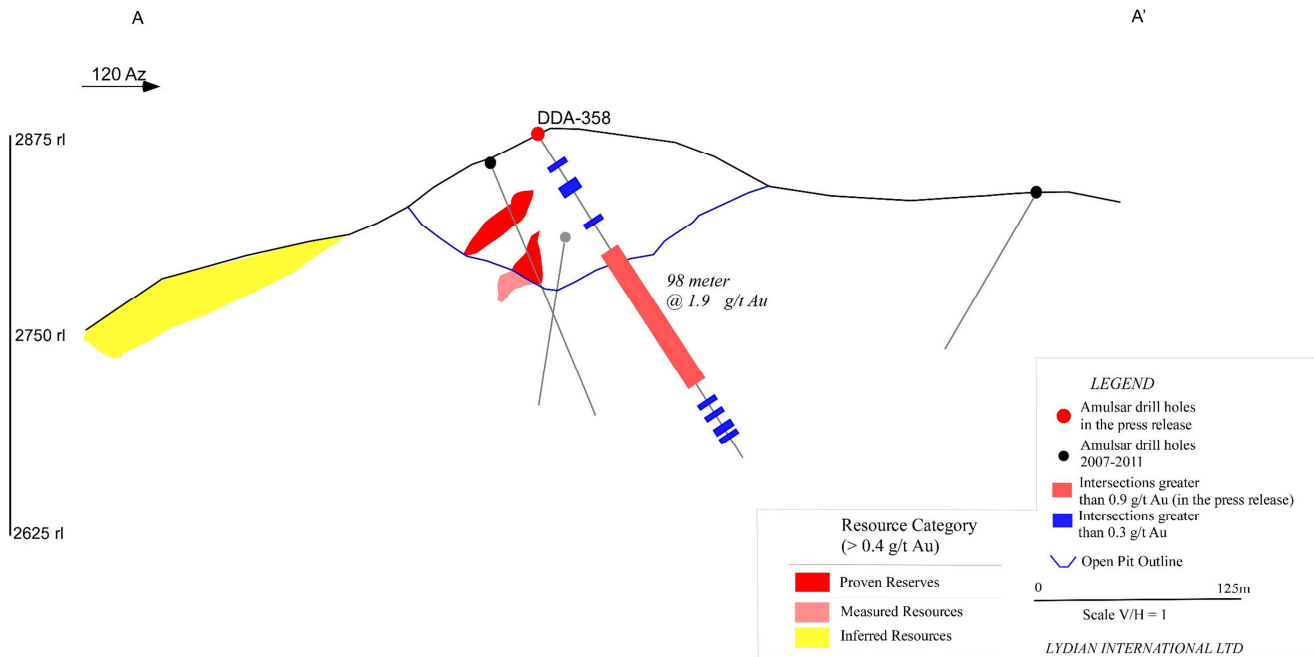 A
A'
120 Az
DDA-358
2875 rl
98 meter
@ 1.9 g/t Au
2750 rl
2625 rl
LEGEND
Amulsar drill holes
in the press release
Amulsar drill holes
2007-2011
Intersections greater
than 0.9 g/t Au (in the press release)
Intersections greater
than 0.3 g/t Au
Open Pit Outline
0 125m
Scale V/H = 1
LYDIAN INTERNATIONAL LTD
Resource Category
(> 0.4 g/t Au)
Proven Reserves
Measured Resources
Inferred Resources